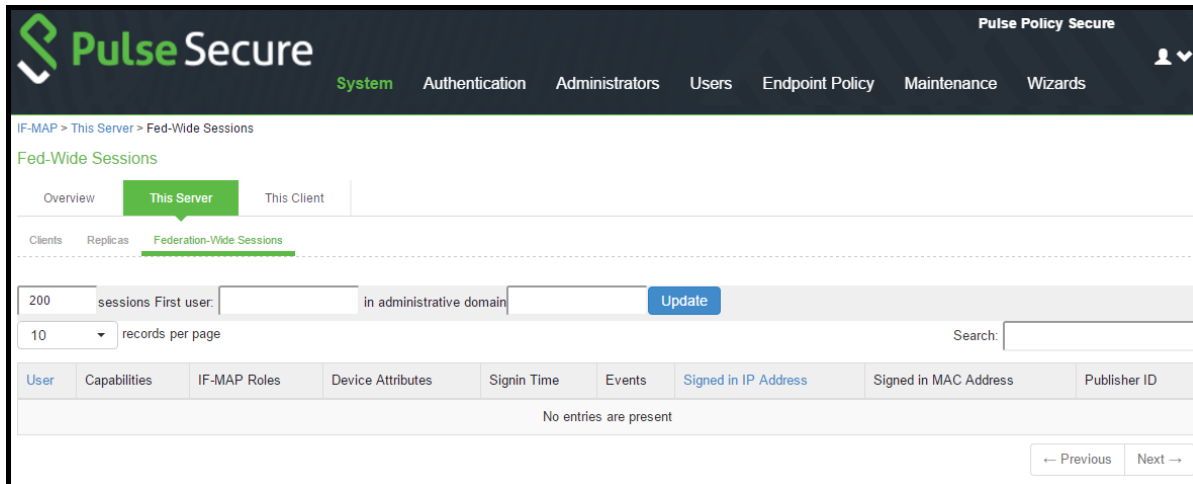 Pulse Policy Secure
Pulse Secure
System Authentication Administrators Users Endpoint Policy Maintenance Wizards
IF-MAP > This Server > Fed-Wide Sessions
Fed-Wide Sessions
Overview This Server This Client
Clients Replicas Federation-Wide Sessions
200 sessions First user: in administrative domain Update
10 records per page Search:
User Capabilities IF-MAP Roles Device Attributes Signin Time Events Signed in IP Address Signed in MAC Address Publisher ID
No entries are present
← Previous Next →